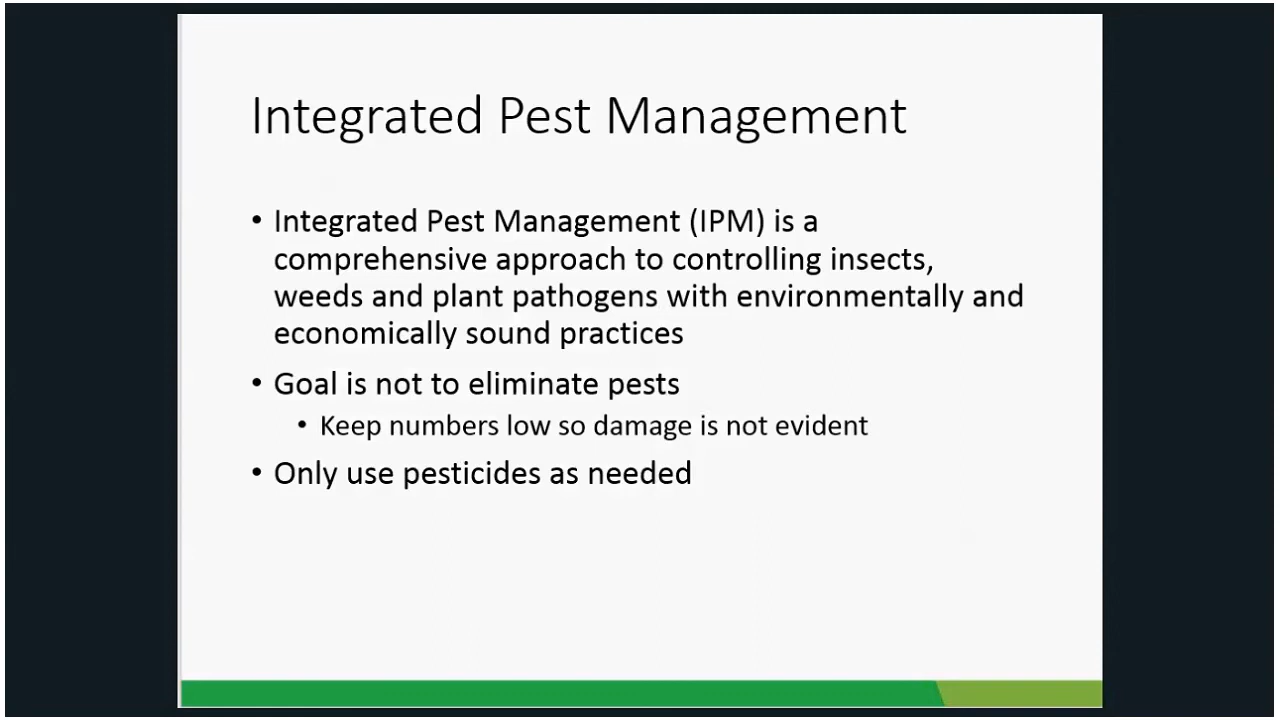 Integrated Pest Management
• Integrated Pest Management (IPM) is a
comprehensive approach to controlling insects,
weeds and plant pathogens with environmentally and
economically sound practices
• Goal is not to eliminate pests
• Keep numbers low so damage is not evident
• Only use pesticides as needed